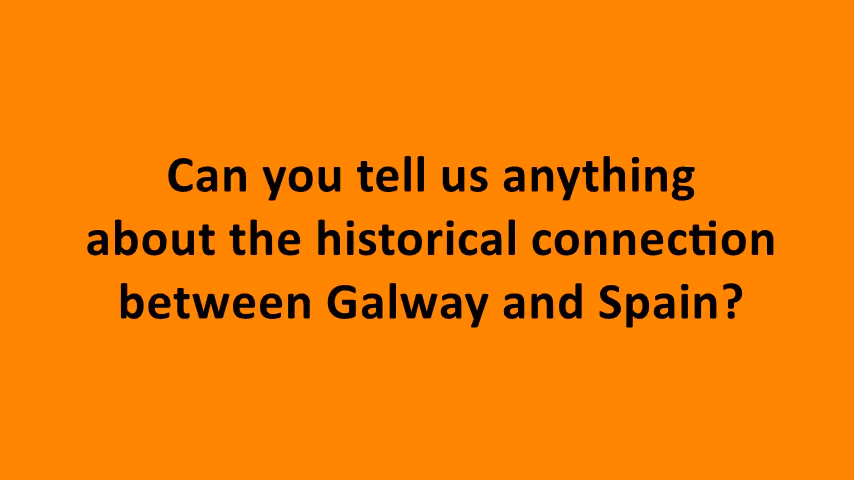 Can you tell us anything
about the historical connection
between Galway and Spain?